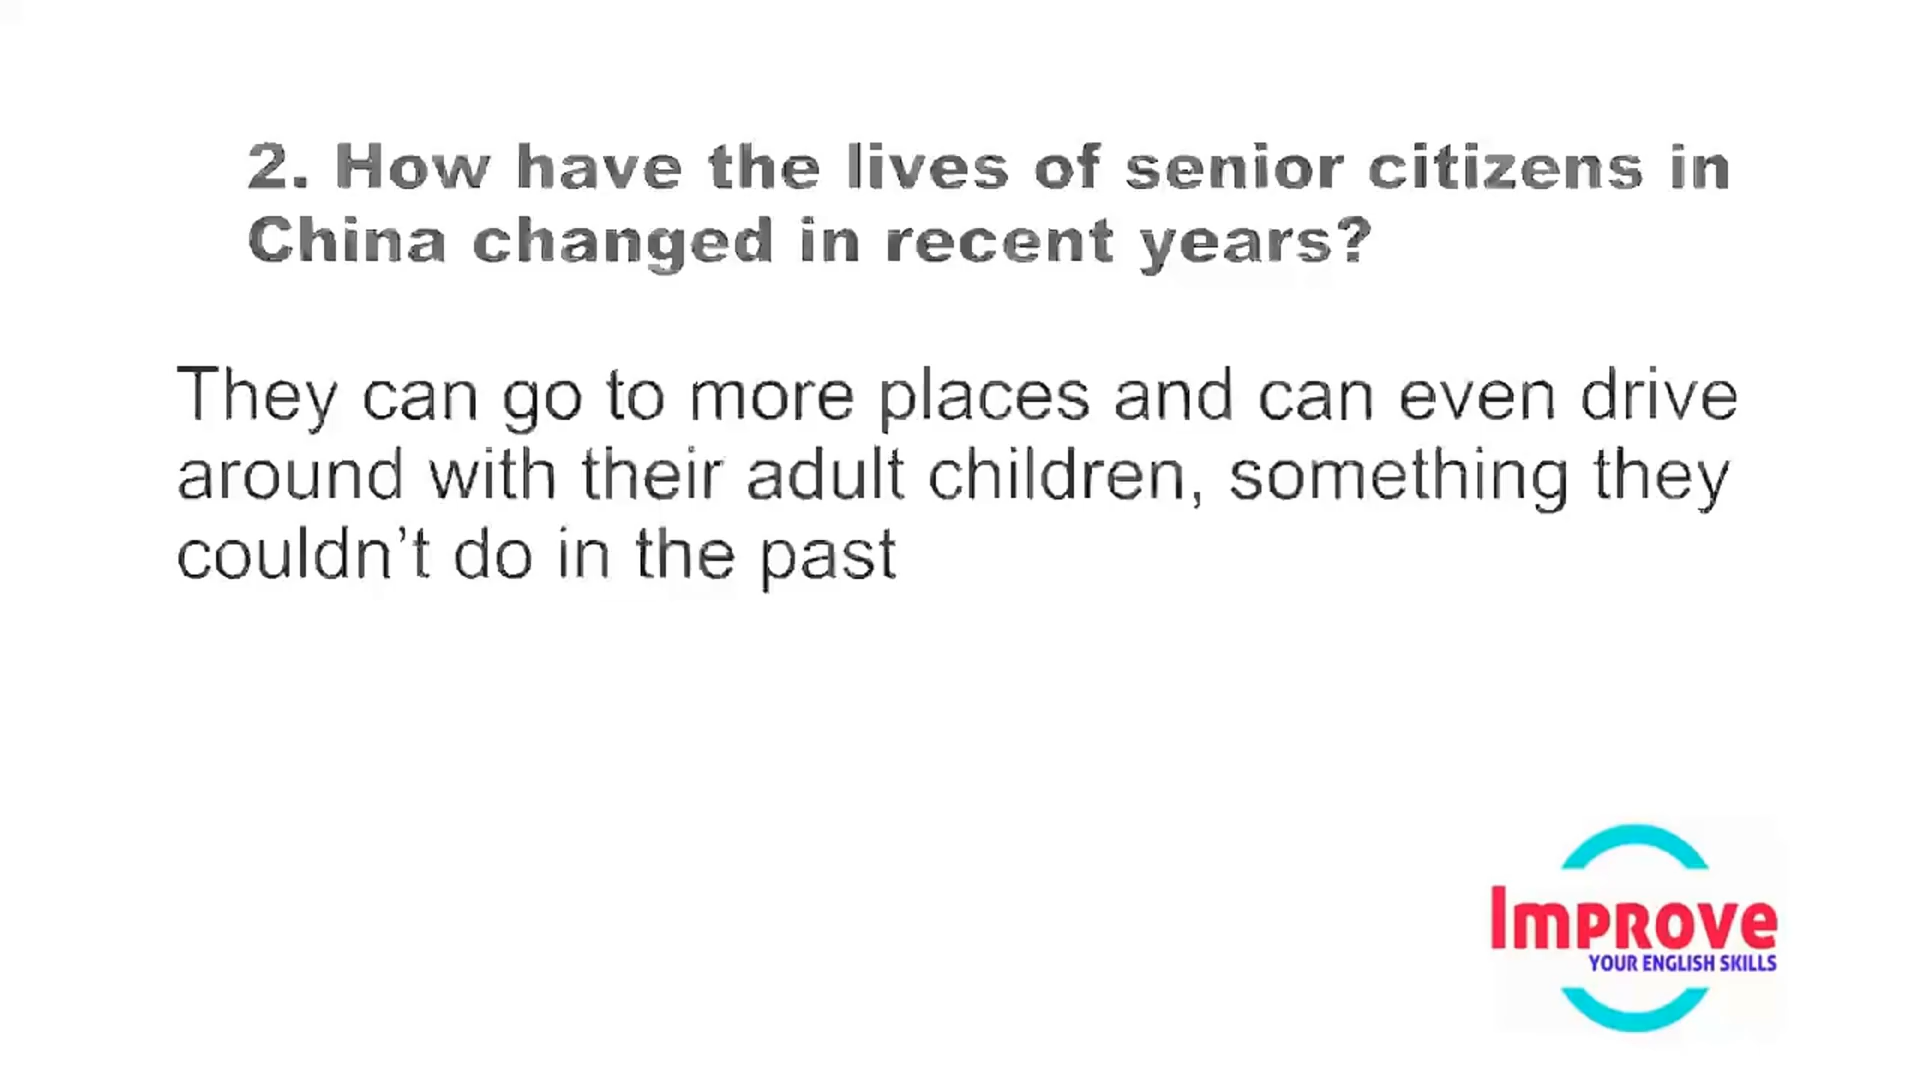 2. How have the lives of senior citizens in
China changed in recent years?
They can go to more places and can even drive
around with their adult children, something they
couldn’t do in the past
Improve
YOUR ENGLISH SKILLS